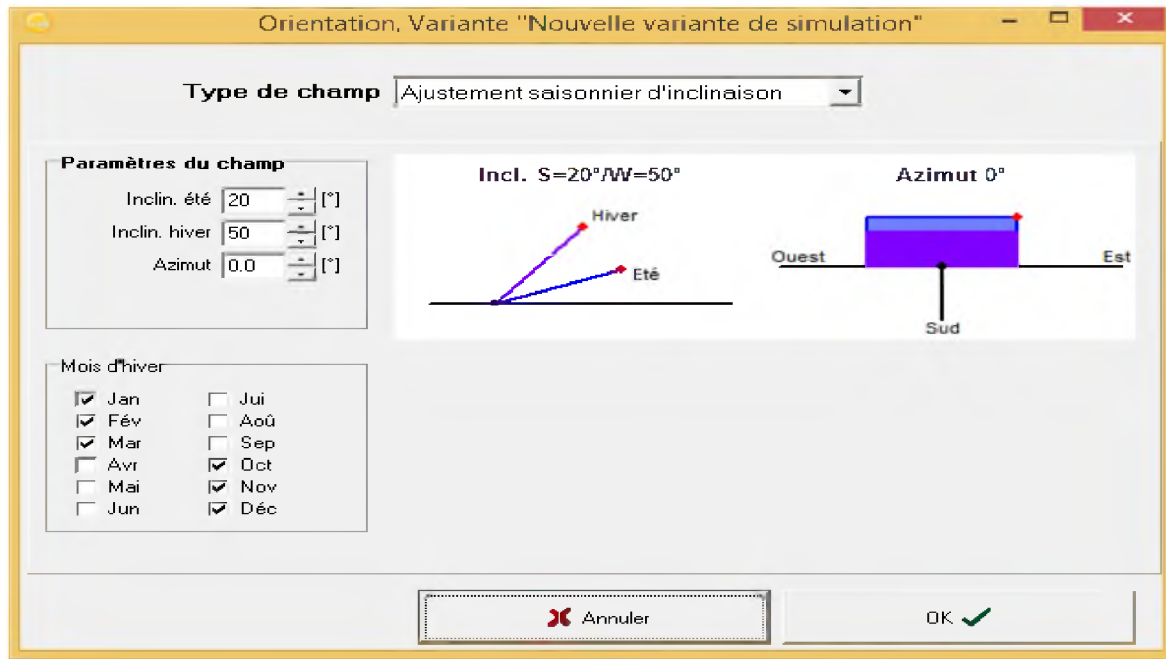 Orientation, Variante "Nouvelle variante de simulation"
Type de champ Ajustement saisonnier d'inclinaison
Paramètres du champ
Inclin. été 20 [°]
Inclin. hiver 50 [°]
Azimut 0.0 [°]
Incl. S=20°/W=50°
Hiver
Eté
Azimut 0°
Ouest Est
Sud
Mois d'hiver
Jan Jui
Fév Aoû
Mar Sep
Avr Oct
Mai Nov
Jun Déc
Annuler OK